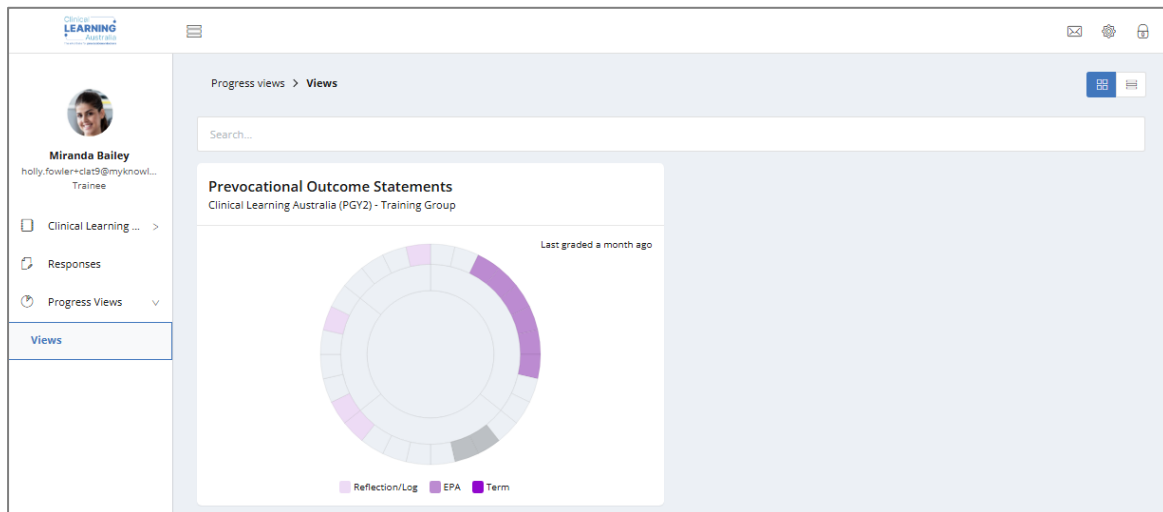 Clinical
LEARNING
Australia
Progress views > Views
Search...
Miranda Bailey
holly.fowler+clat9@myknowl...
Trainee
Clinical Learning ... >
Responses
Progress Views
Views
Prevocational Outcome Statements
Clinical Learning Australia (PGY2) - Training Group
Last graded a month ago
Reflection/Log EPA Term